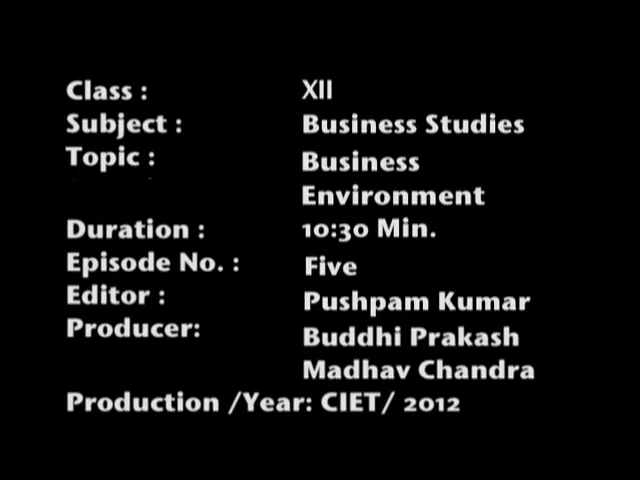 Class : XII
Subject : Business Studies
Topic : Business
Environment
Duration : 10:30 Min.
Episode No. : Five
Editor : Pushpam Kumar
Producer: Buddhi Prakash
Madhav Chandra
Production /Year: CIET/ 2012